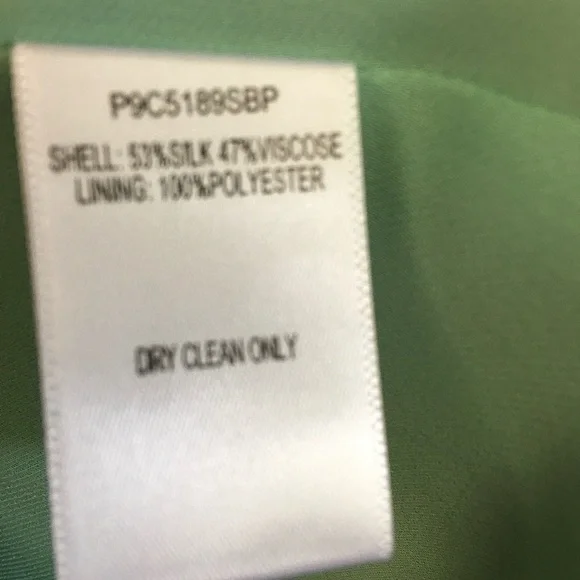 P9C5189SBP
SHELL: 53%SILK 47%VISCOSE
LINING: 100%POLYESTER
DRY CLEAN ONLY